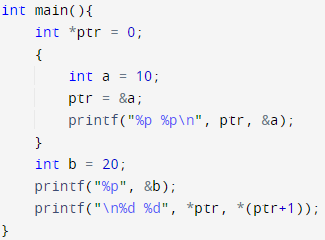 int main(){
    int *ptr = 0;
    {
        int a = 10;
        ptr = &a;
        printf("%p %p\n", ptr, &a);
    }
    int b = 20;
    printf("%p", &b);
    printf("\n%d %d", *ptr, *(ptr+1));
}